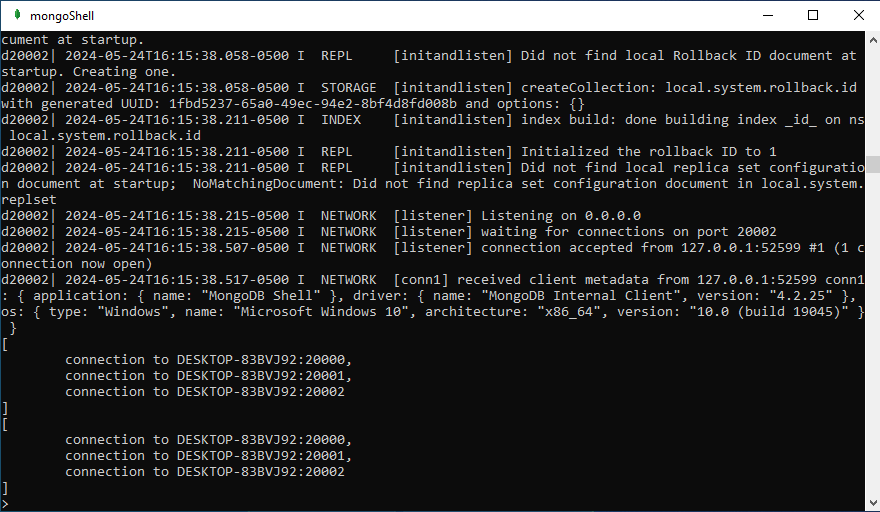 mongoShell
cument at startup.
d20002| 2024-05-24T16:15:38.058-0500 I  REPL     [initandlisten] Did not find local Rollback ID document at
startup. Creating one.
d20002| 2024-05-24T16:15:38.058-0500 I  STORAGE  [initandlisten] createCollection: local.system.rollback.id
with generated UUID: 1fbd5237-65a0-49ec-94e2-8bf4d8fd008b and options: {}
d20002| 2024-05-24T16:15:38.211-0500 I  INDEX    [initandlisten] index build: done building index _id_ on ns
 local.system.rollback.id
d20002| 2024-05-24T16:15:38.211-0500 I  REPL     [initandlisten] Initialized the rollback ID to 1
d20002| 2024-05-24T16:15:38.211-0500 I  REPL     [initandlisten] Did not find local replica set configuratio
n document at startup;  NoMatchingDocument: Did not find replica set configuration document in local.system.
replset
d20002| 2024-05-24T16:15:38.215-0500 I  NETWORK  [listener] Listening on 0.0.0.0
d20002| 2024-05-24T16:15:38.215-0500 I  NETWORK  [listener] waiting for connections on port 20002
d20002| 2024-05-24T16:15:38.507-0500 I  NETWORK  [listener] connection accepted from 127.0.0.1:52599 #1 (1 c
onnection now open)
d20002| 2024-05-24T16:15:38.517-0500 I  NETWORK  [conn1] received client metadata from 127.0.0.1:52599 conn1
: { application: { name: "MongoDB Shell" }, driver: { name: "MongoDB Internal Client", version: "4.2.25" },
os: { type: "Windows", name: "Microsoft Windows 10", architecture: "x86_64", version: "10.0 (build 19045)" }
 }
[
        connection to DESKTOP-83BVJ92:20000,
        connection to DESKTOP-83BVJ92:20001,
        connection to DESKTOP-83BVJ92:20002
]
[
        connection to DESKTOP-83BVJ92:20000,
        connection to DESKTOP-83BVJ92:20001,
        connection to DESKTOP-83BVJ92:20002
]
>